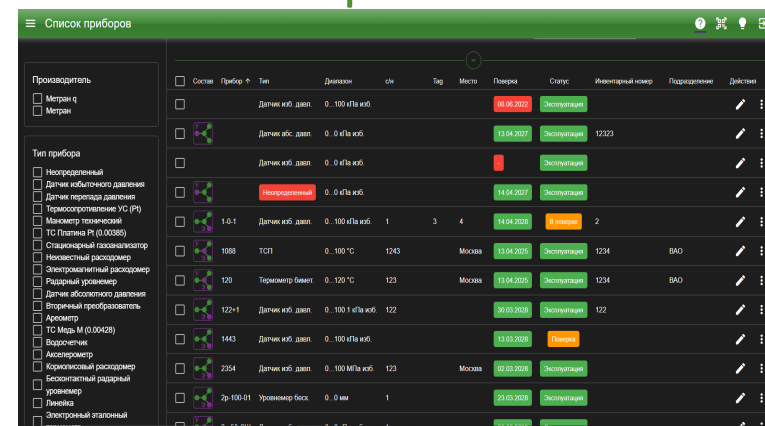 Список приборов
Производитель
Метран q
Метран
Тип прибора
Неопределенный
Датчик избыточного давления
Датчик перепада давления
Термосопротивление УС (Pt)
Манометр технический
ТС Платина Pt (0.00385)
Стационарный газоанализатор
Неизвестный расходомер
Электромагнитный расходомер
Радарный уровнемер
Датчик абсолютного давления
Вторичный преобразователь
Ареометр
ТС Медь М (0.00428)
Водосчетчик
Акселерометр
Кориолисовый расходомер
Бесконтактный радарный
уровнемер
Линейка
Электронный эталонный
Состав Прибор ↑ Тип Диапазон с/н Tag Место Поверка Статус Инвентарный номер Подразделение Действия
Датчик изб. давл. 0...100 кПа изб. 08.08.2022 Эксплуатация
Датчик абс. давл. 0...0 кПа изб. 13.04.2027 Эксплуатация 12323
Датчик изб. давл. 0...0 кПа изб. - Эксплуатация
Неопределенный 0...0 кПа изб. 14.04.2027 Эксплуатация
1-0-1 Датчик изб. давл. 0...100 кПа изб. 1 3 4 14.04.2028 В поверке 2
1088 ТСП 0...100 °C 1243 Москва 13.04.2025 Эксплуатация 1234 ВАО
120 Термометр бимет. 0...120 °C 123 Москва 13.04.2025 Эксплуатация 1234 ВАО
122+1 Датчик изб. давл. 0...100.1 кПа изб. 122 30.03.2028 Эксплуатация 122
1443 Датчик изб. давл. 0...100 кПа изб. 13.03.2028 Поверка
2354 Датчик изб. давл. 0...100 МПа изб. 123 Москва 02.03.2028 Эксплуатация
2р-100-01 Уровнемер беск. 0...0 мм 1 23.03.2028 Эксплуатация